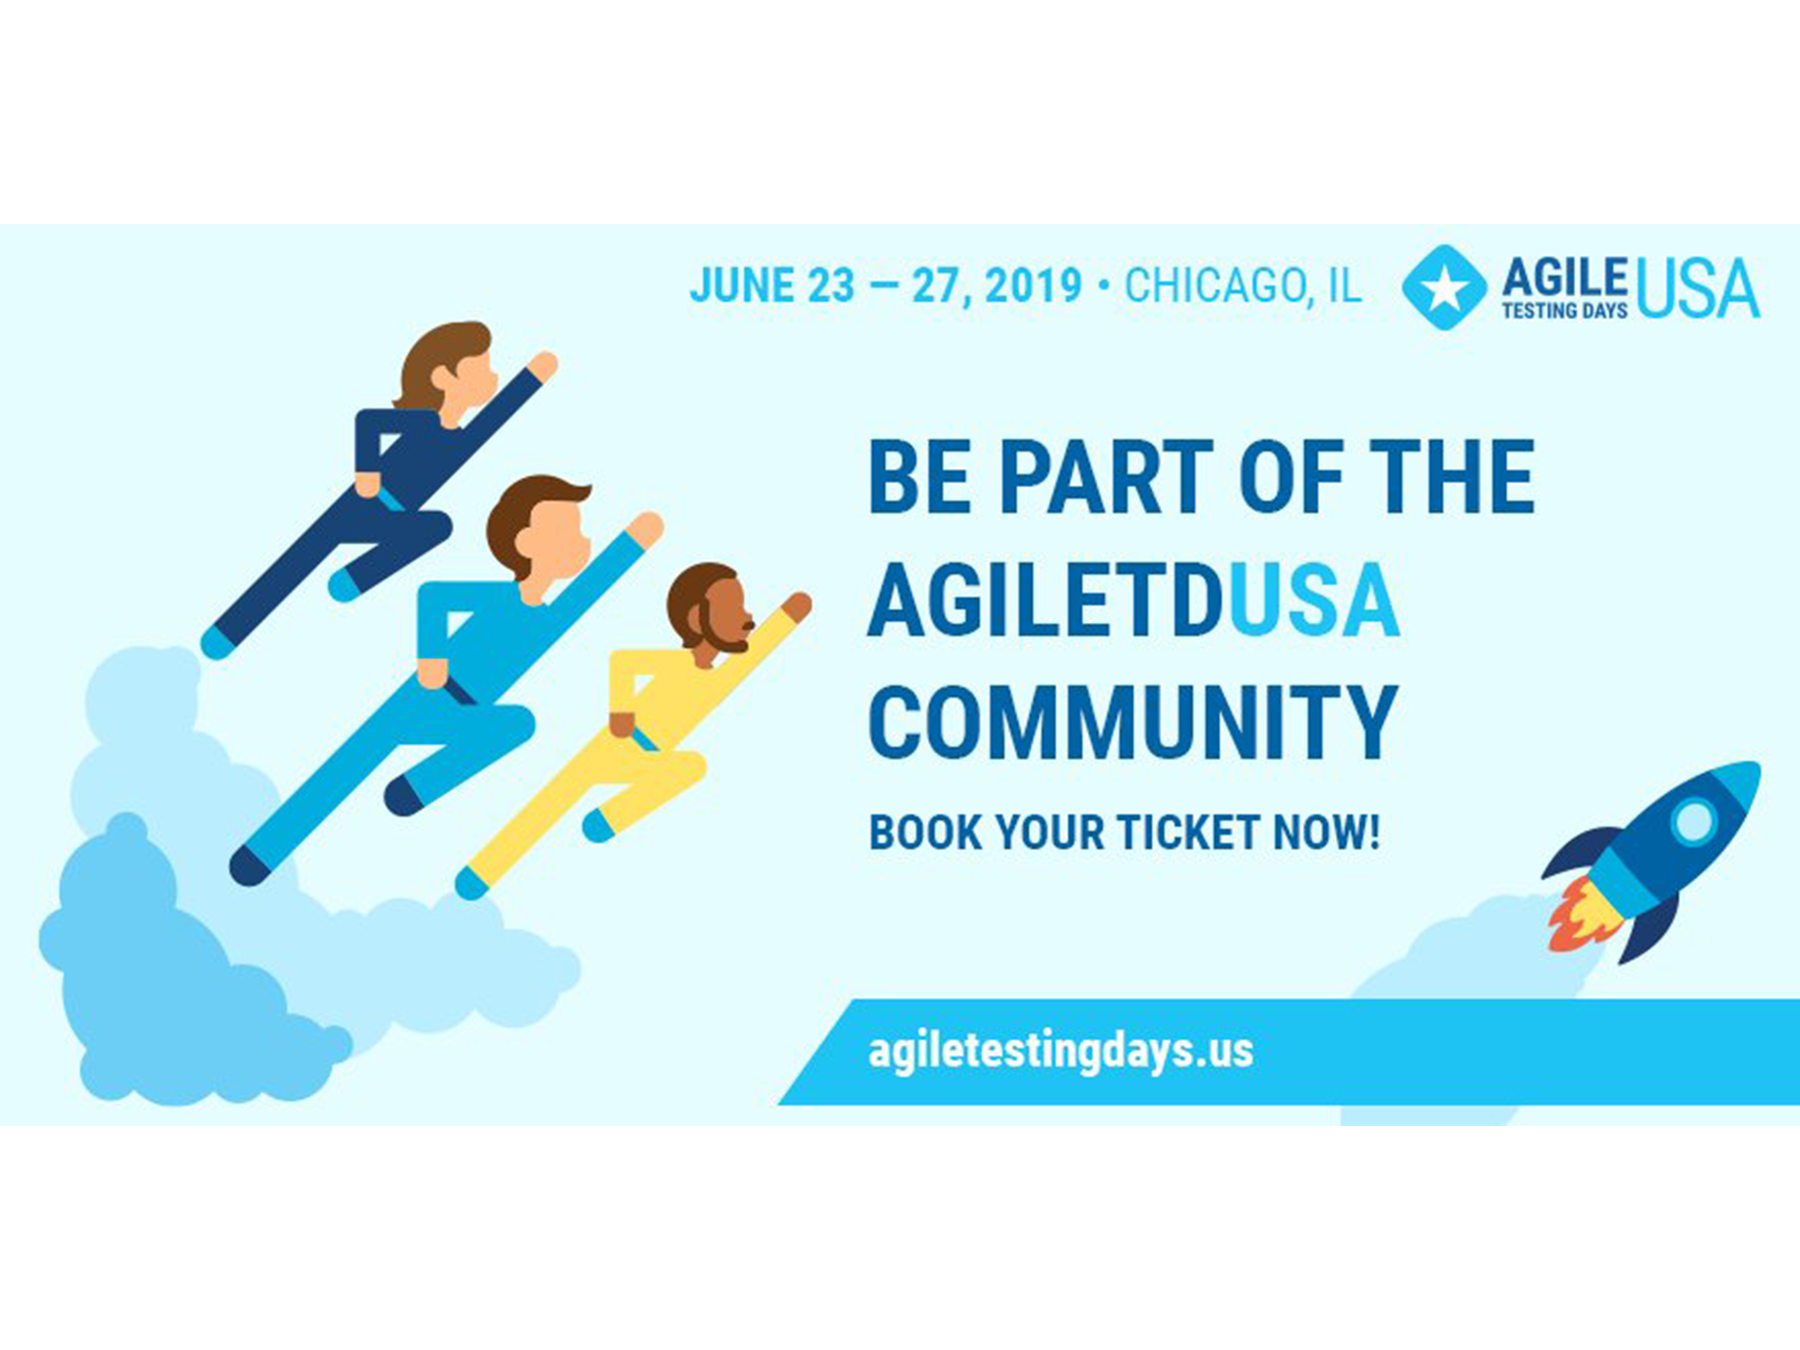 JUNE 23 — 27, 2019 • CHICAGO, IL
AGILE
TESTING DAYS
USA
BE PART OF THE
AGILETDUSA
COMMUNITY
BOOK YOUR TICKET NOW!
agiletestingdays.us